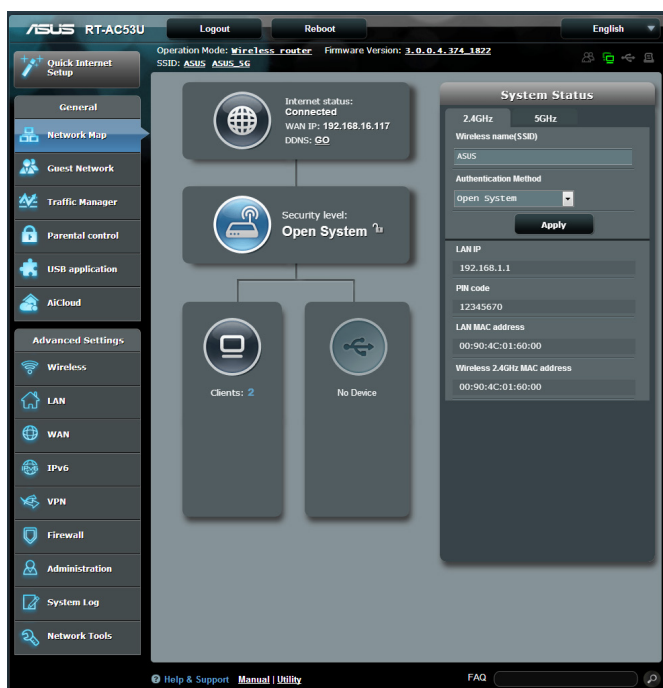 ASUS RT-AC53U
Logout
Reboot
English
Operation Mode: Wireless router Firmware Version: 3.0.0.4.374_1822
SSID: ASUS ASUS_5G
Quick Internet
Setup
General
Network Map
Guest Network
Traffic Manager
Parental control
USB application
AiCloud
Advanced Settings
Wireless
LAN
WAN
IPv6
IPv6
VPN
Firewall
Administration
System Log
Network Tools
Internet status:
Connected
WAN IP: 192.168.16.117
DDNS: GO
Security level:
Open System
Clients: 2
No Device
System Status
2.4GHz
5GHz
Wireless name(SSID)
ASUS
Authentication Method
Open System
Apply
LAN IP
192.168.1.1
PIN code
12345670
LAN MAC address
00:90:4C:01:60:00
Wireless 2.4GHz MAC address
00:90:4C:01:60:00
Help & Support Manual | Utility
FAQ